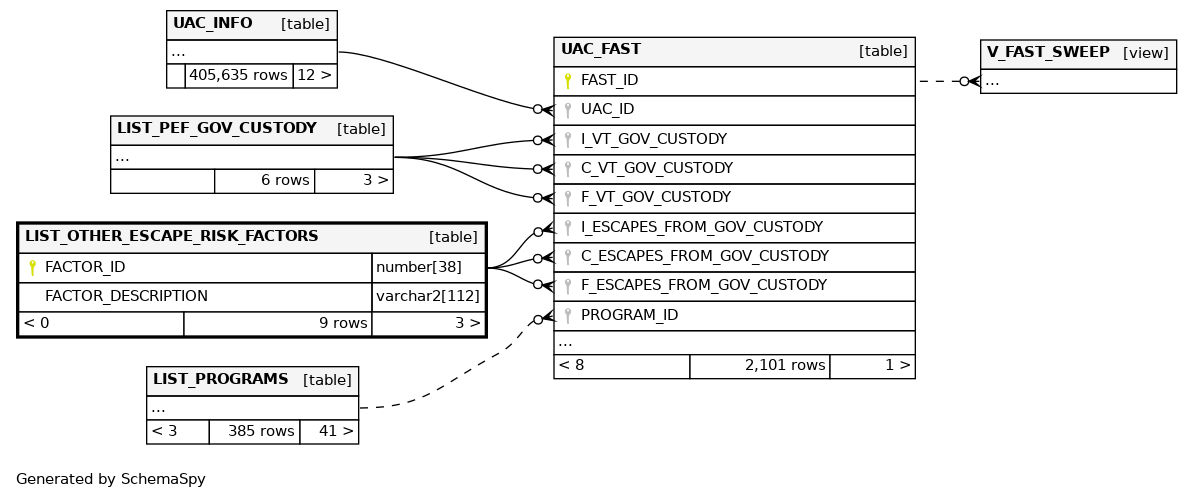 UAC_INFO [table]
...
405,635 rows 12 >
LIST_PEF_GOV_CUSTODY [table]
...
6 rows 3 >
LIST_OTHER_ESCAPE_RISK_FACTORS [table]
FACTOR_ID number[38]
FACTOR_DESCRIPTION varchar2[112]
< 0 9 rows 3 >
LIST_PROGRAMS [table]
...
< 3 385 rows 41 >
UAC_FAST [table]
FAST_ID
UAC_ID
I_VT_GOV_CUSTODY
C_VT_GOV_CUSTODY
F_VT_GOV_CUSTODY
I_ESCAPES_FROM_GOV_CUSTODY
C_ESCAPES_FROM_GOV_CUSTODY
F_ESCAPES_FROM_GOV_CUSTODY
PROGRAM_ID
...
< 8 2,101 rows 1 >
V_FAST_SWEEP [view]
...
Generated by SchemaSpy